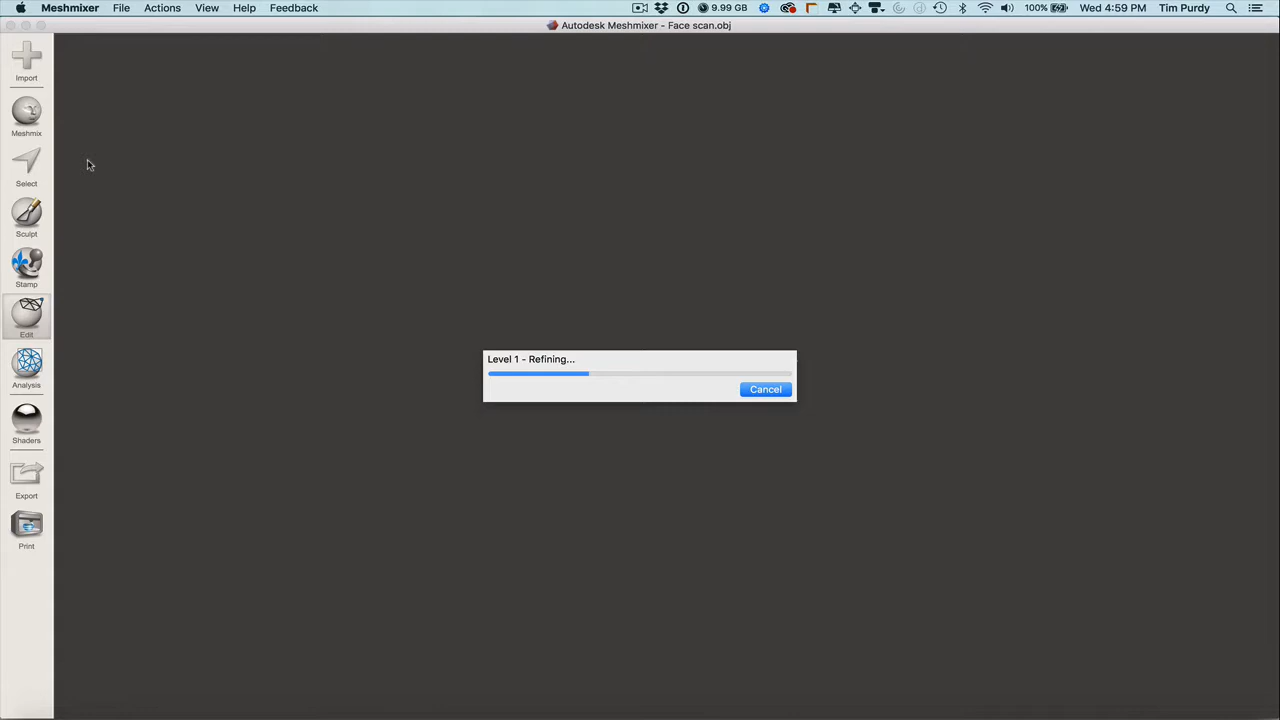 Meshmixer File Actions View Help Feedback 9.99 GB 100% Wed 4:59 PM Tim Purdy
Autodesk Meshmixer - Face scan.obj
Import
Meshmix
Select
Sculpt
Stamp
Edit
Analysis
Shaders
Export
Print
Level 1 - Refining...
Cancel